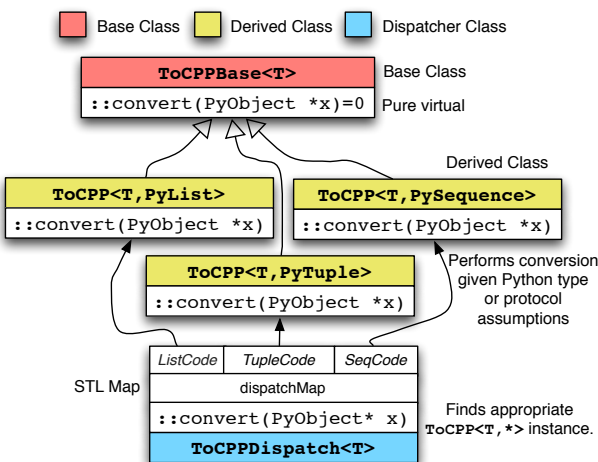 Base Class Derived Class Dispatcher Class
ToCPPBase<T> Base Class
::convert(PyObject *x)=0 Pure virtual
Derived Class
ToCPP<T,PyList> ToCPP<T,PySequence>
::convert(PyObject *x) ::convert(PyObject *x)
ToCPP<T,PyTuple> Performs conversion
given Python type
::convert(PyObject *x) or protocol
assumptions
ListCode TupleCode SeqCode
STL Map dispatchMap
::convert(PyObject* x) Finds appropriate
ToCPP<T,*> instance.
ToCPPDispatch<T>